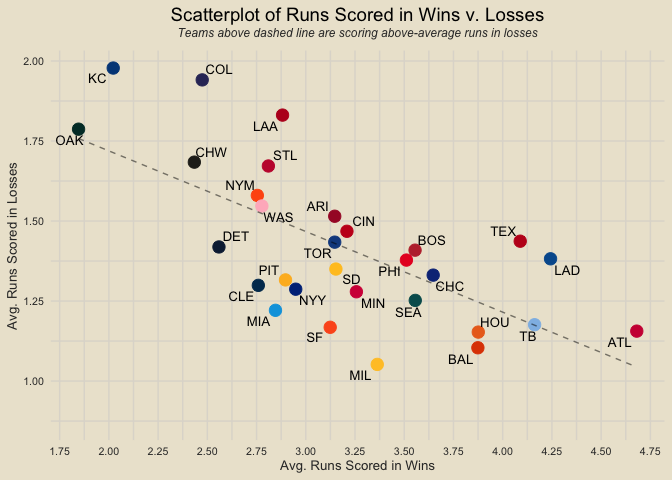 Scatterplot of Runs Scored in Wins v. Losses
Teams above dashed line are scoring above-average runs in losses
2.00
KC
COL
LAA
1.75
OAK
CHW
STL
NYM
WAS
ARI
1.50
CIN
DET
TOR
BOS
TEX
PIT
SD
PHI
LAD
CLE
NYY
MIN
CHC
1.25
MIA
SEA
SF
HOU
TB
ATL
BAL
MIL
1.00
Avg. Runs Scored in Losses
1.75 2.00 2.25 2.50 2.75 3.00 3.25 3.50 3.75 4.00 4.25 4.50 4.75
Avg. Runs Scored in Wins